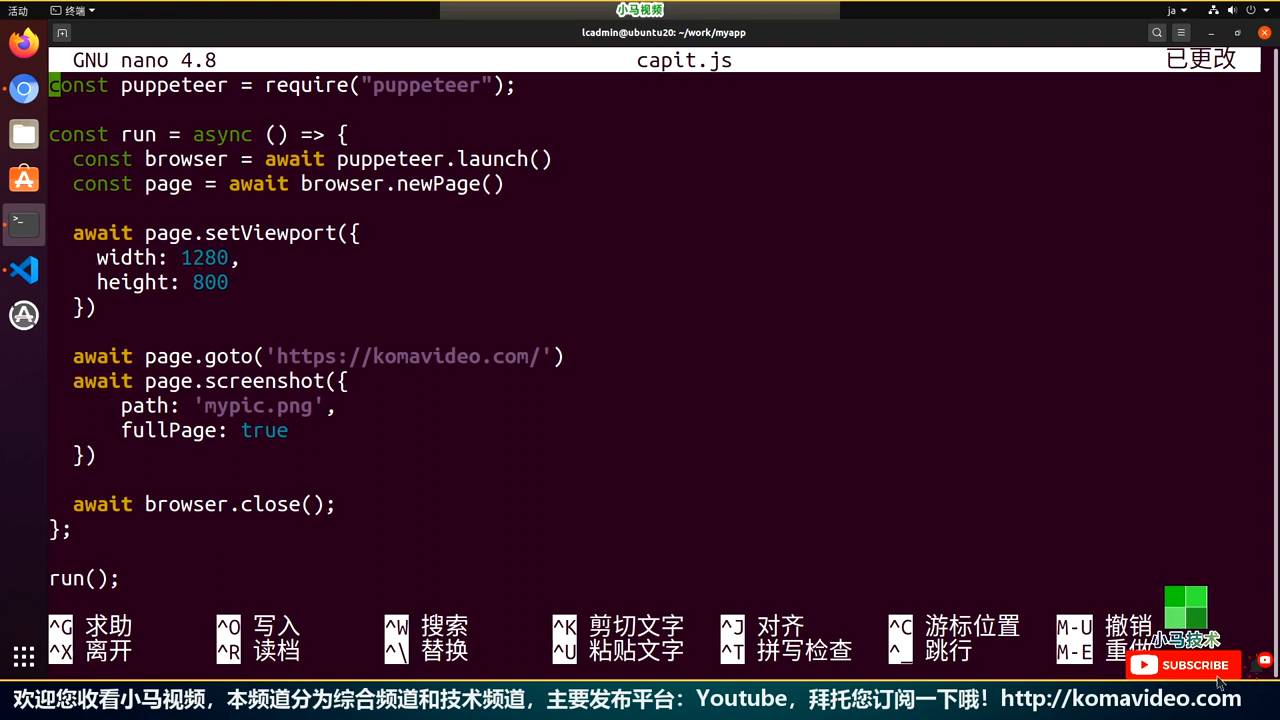 活动
终端
小马视频
ja
lcadmin@ubuntu20: ~/work/myapp
GNU nano 4.8
capit.js
已更改
const puppeteer = require("puppeteer");
const run = async () => {
  const browser = await puppeteer.launch()
  const page = await browser.newPage()
  await page.setViewport({
    width: 1280,
    height: 800
  })
  await page.goto('https://komavideo.com/')
  await page.screenshot({
      path: 'mypic.png',
      fullPage: true
  })
  await browser.close();
};
run();
^G 求助 ^O 写入 ^W 搜索 ^K 剪切文字 ^J 对齐 ^C 游标位置 M-U 撤销
^X 离开 ^R 读档 ^\ 替换 ^U 粘贴文字 ^T 拼写检查 ^_ 跳行 M-E 重做
小马技术
SUBSCRIBE
欢迎您收看小马视频，本频道分为综合频道和技术频道，主要发布平台：Youtube，拜托您订阅一下哦！http://komavideo.com